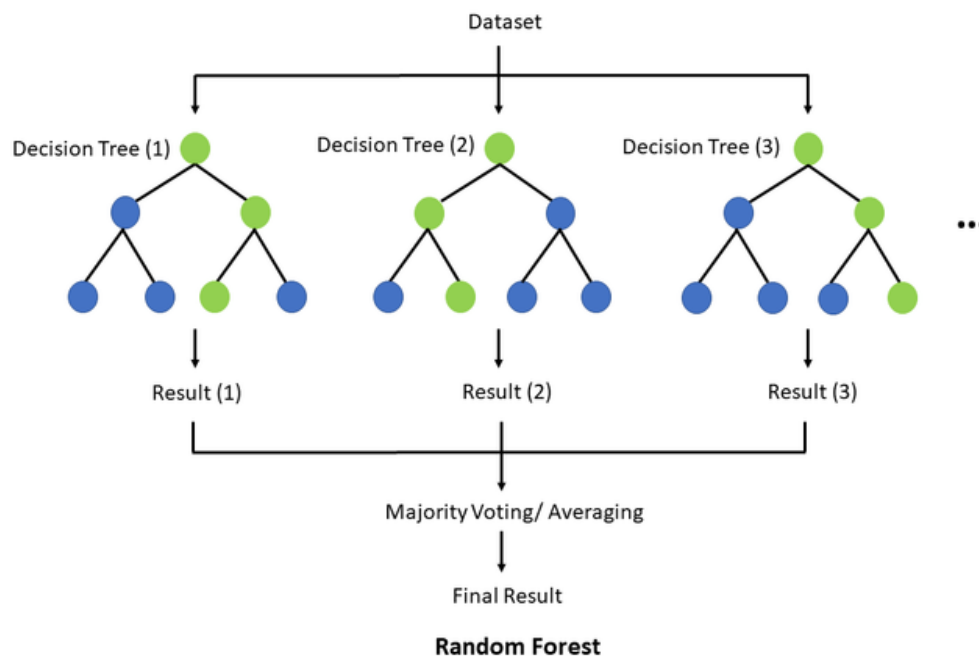 Dataset
Decision Tree (1)
Decision Tree (2)
Decision Tree (3)
...
Result (1)
Result (2)
Result (3)
Majority Voting/ Averaging
Final Result
Random Forest